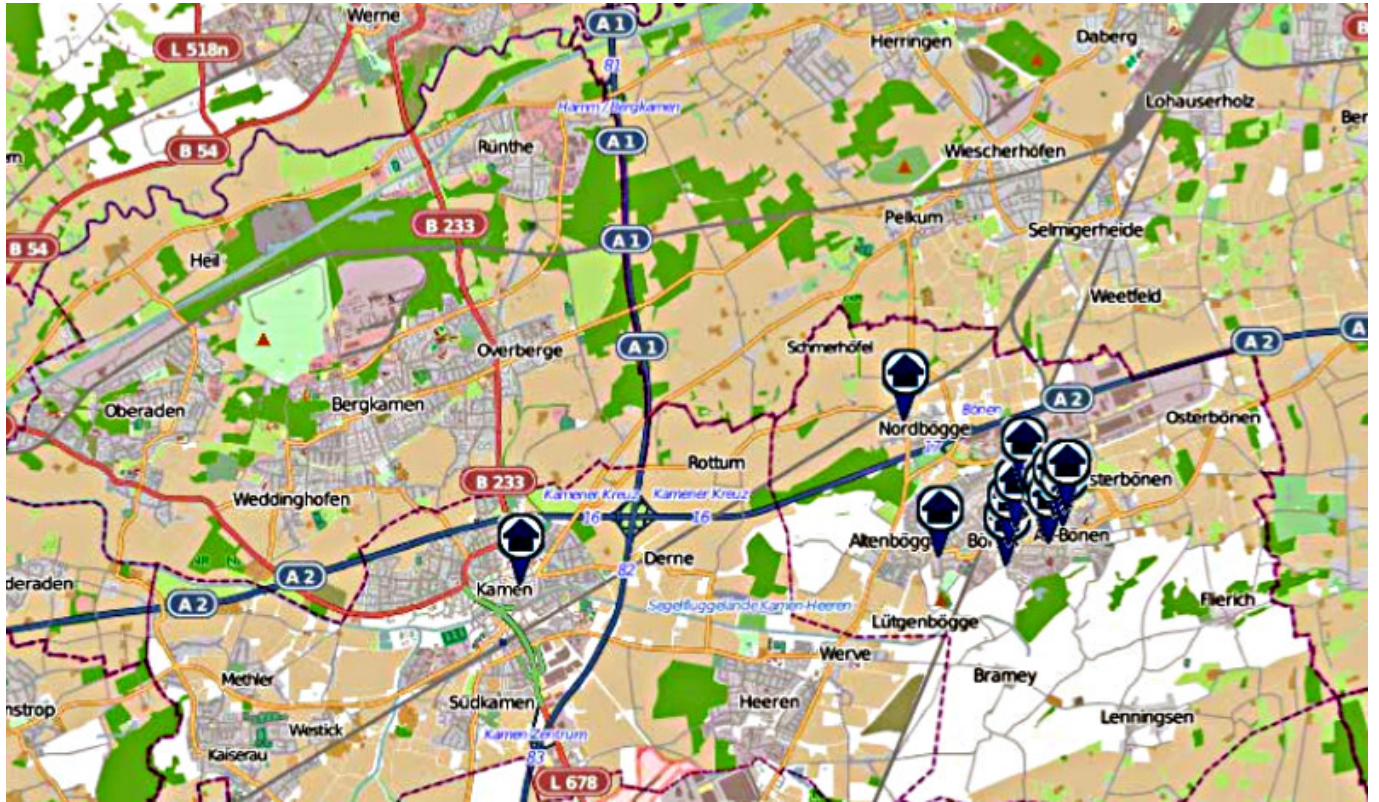 Werne
A 1
L 518n
81
Herringen
Daberg
Hamm / Bergkamen
Lohauserholz
B 54
Rünthe
A 1
Wiescherhöfen
B 233
Pelkum
B 54
A 1
Selmigerheide
Heil
Weetfeld
Overberge
A 1
Schmerhöfel
A 2
Oberaden
Bergkamen
A 2
Bönen
Osterbönen
Nordbögge
17
Rottum
B 233
sterbönen
Weddinghofen
Kamener Kreuz
Kamener Kreuz
16
16
Altenbögg
-Bönen
Derne
82
A 2
Kamen
deraden
A 2
Segelfluggelände Kamen-Heeren
Flierich
Lütgenbögge
Werve
Methler
Bramey
Südkamen
Heeren
nstrop
Westick
Lenningsen
Kamen-Zentrum
Kaiserau
83
L 678